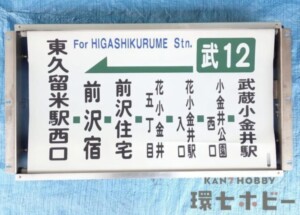 For HIGASHIKURUME Stn.
武12
武蔵小金井駅
小金井公園西口
花小金井駅入口
花小金井五丁目
前沢住宅
前沢宿
東久留米駅西口
KAN7HOBBY
環七ホビー